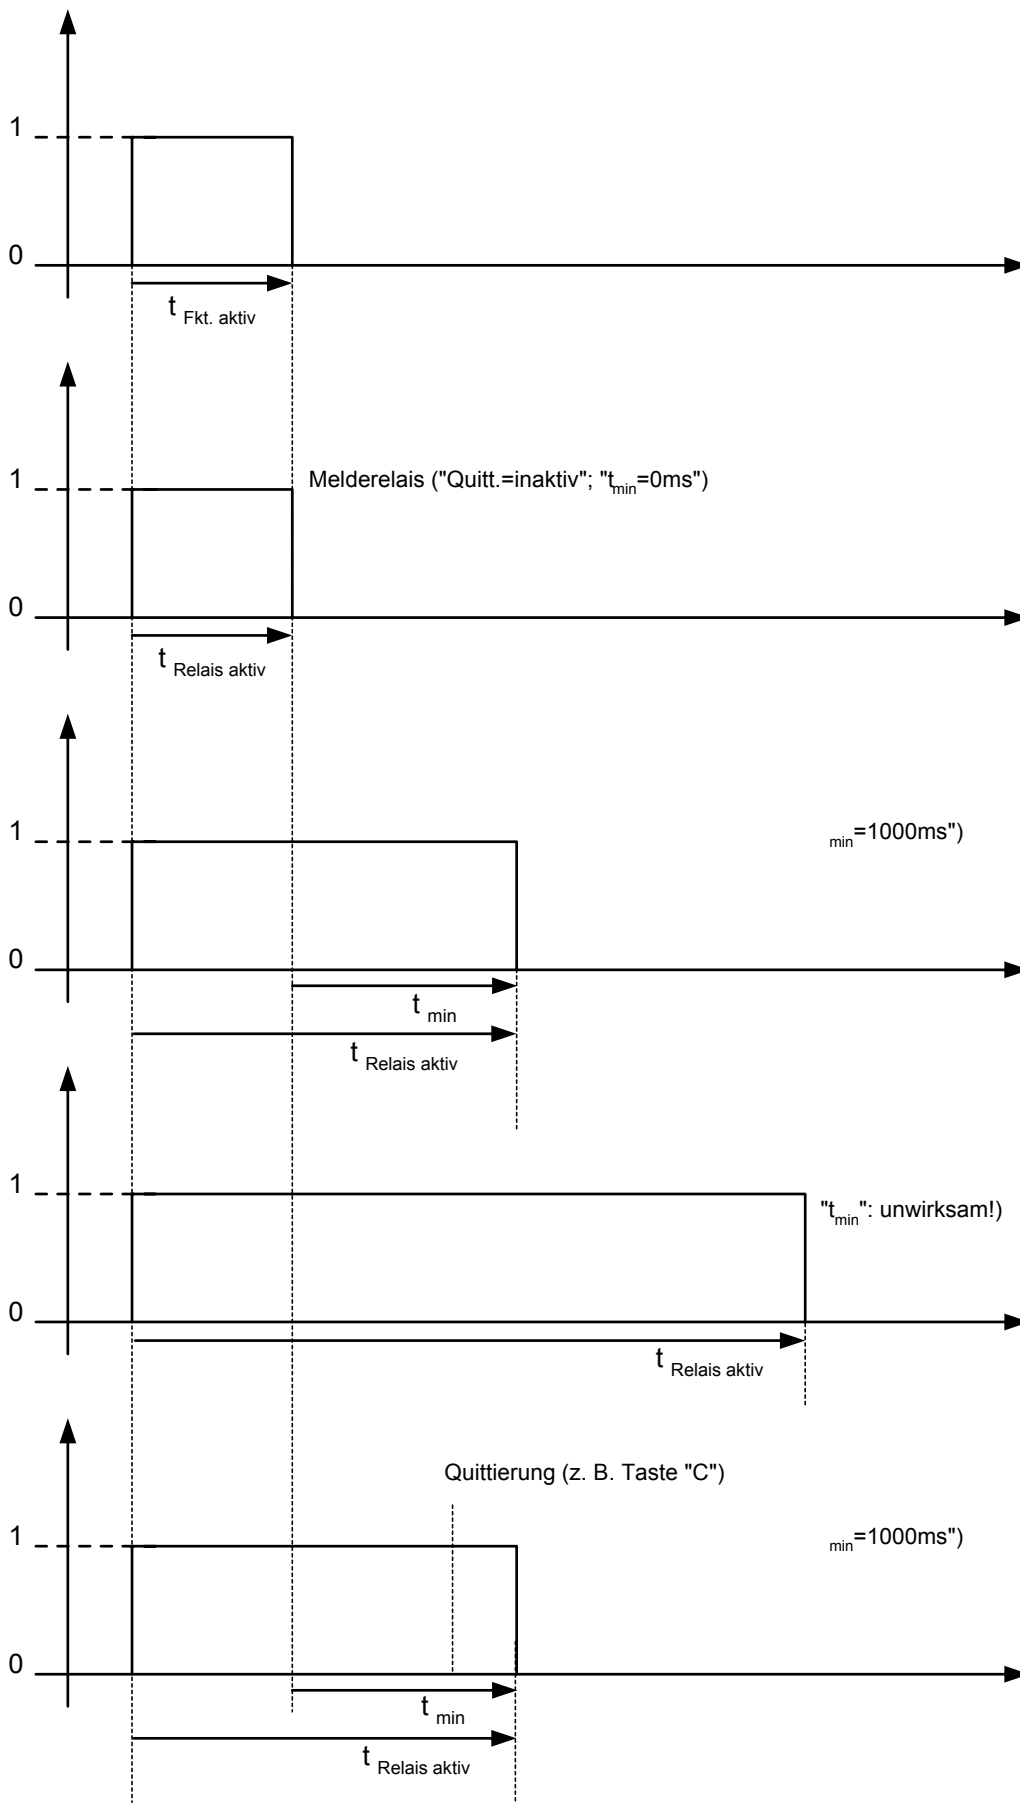 1
0
t Fkt. aktiv
1
Melderelais ("Quitt.=inaktiv"; "tmin=0ms")
0
t Relais aktiv
1
min=1000ms")
0
t min
t Relais aktiv
1
"tmin": unwirksam!)
0
t Relais aktiv
Quittierung (z. B. Taste "C")
1
min=1000ms")
0
t min
t Relais aktiv